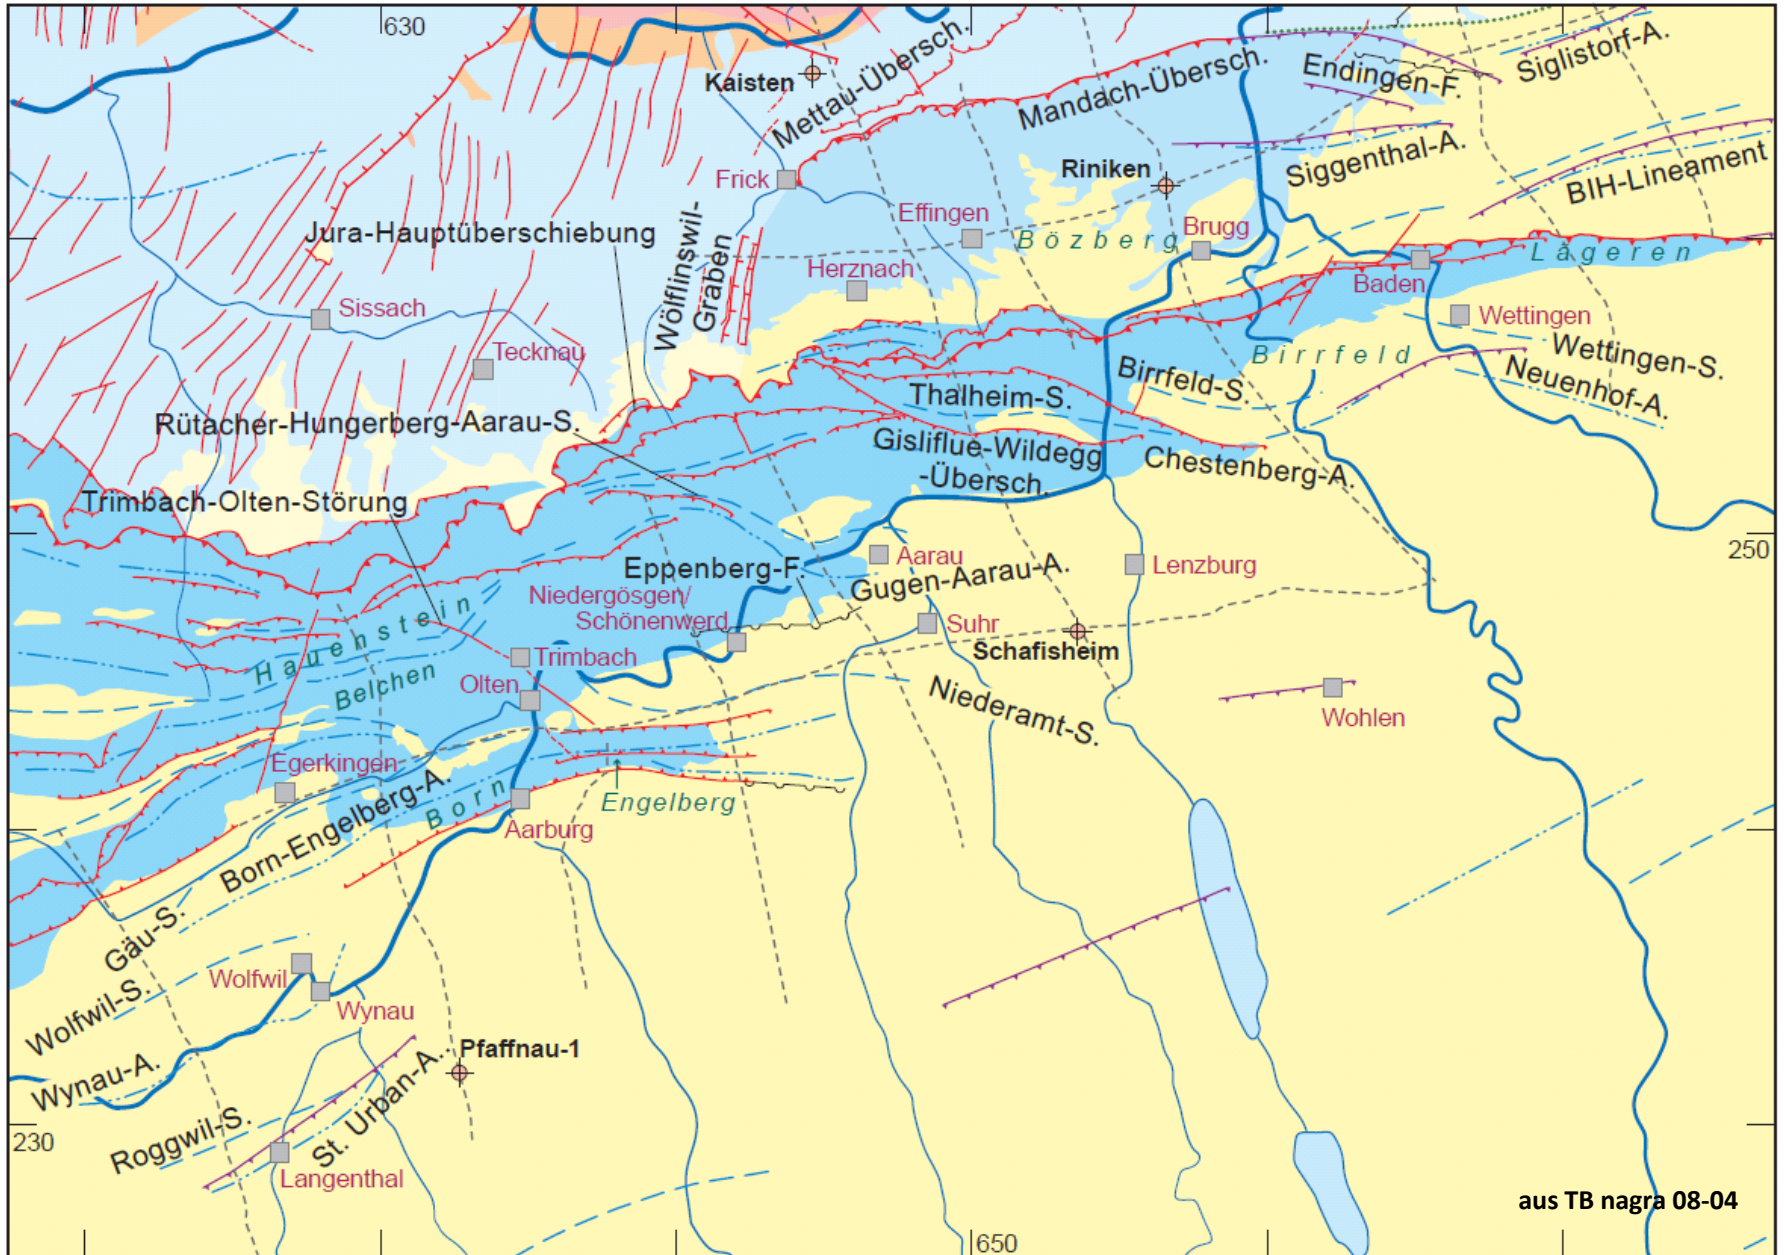 630
Kaisten
Mettau-Übersch.
Mandach-Übersch.
Endingen-F.
Siglistorf-A.
Frick
Riniken
Siggenthal-A.
BIH-Lineament
Jura-Hauptüberschiebung
Wölflinswil-
Graben
Effingen
Bözberg
Brugg
Lägeren
Herznach
Baden
Sissach
Wettingen
Tecknau
Birrfeld
Wettingen-S.
Neuenhof-A.
Thalheim-S.
Birrfeld-S.
Rütacher-Hungerberg-Aarau-S.
Gisliflue-Wildegg
-Übersch.
Chestenberg-A.
Trimbach-Olten-Störung
250
Eppenberg-F.
Aarau
Gugen-Aarau-A.
Lenzburg
Niedergösgen/
Schönenwerd
Suhr
Schafisheim
Hauenstein
Belchen
Trimbach
Olten
Niederamt-S.
Wohlen
Egerkingen
Born-Engelberg-A.
Born
Engelberg
Aarburg
Gäu-S.
Wolfwil
Wolfwil-S.
Wynau
Wynau-A.
Pfaffnau-1
St. Urban-A..
Roggwil-S.
230
Langenthal
aus TB nagra 08-04
650